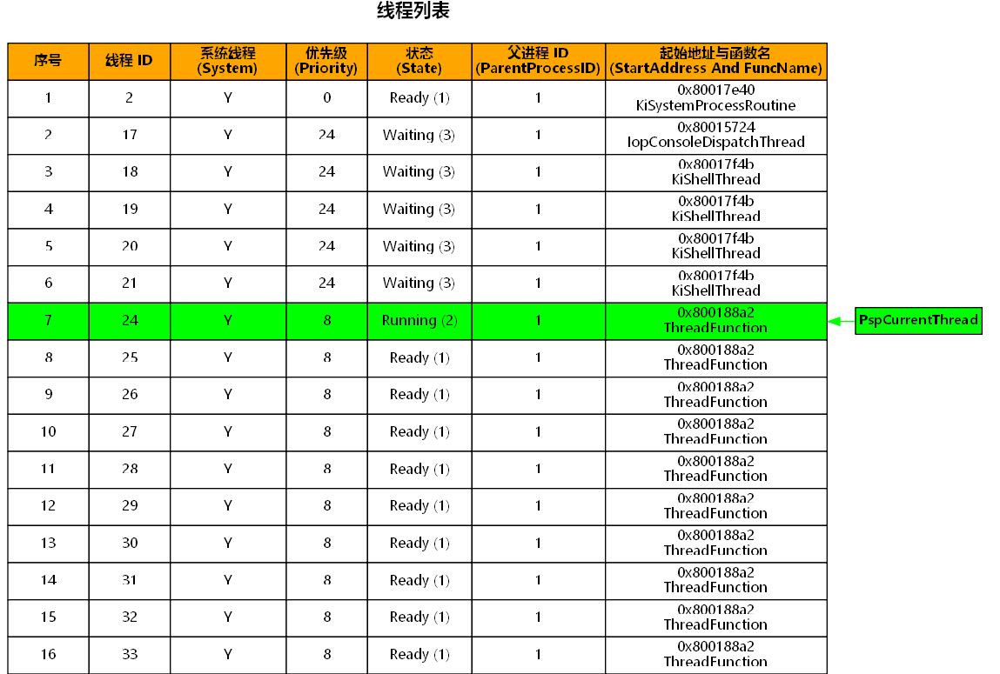 线程列表
序号 线程 ID 系统线程 (System) 优先级 (Priority) 状态 (State) 父进程 ID (ParentProcessID) 起始地址与函数名 (StartAddress And FuncName)
1 2 Y 0 Ready (1) 1 0x80017e40 KiSystemProcessRoutine
2 17 Y 24 Waiting (3) 1 0x80015724 IopConsoleDispatchThread
3 18 Y 24 Waiting (3) 1 0x80017f4b KiShellThread
4 19 Y 24 Waiting (3) 1 0x80017f4b KiShellThread
5 20 Y 24 Waiting (3) 1 0x80017f4b KiShellThread
6 21 Y 24 Waiting (3) 1 0x80017f4b KiShellThread
7 24 Y 8 Running (2) 1 0x800188a2 ThreadFunction PspCurrentThread
8 25 Y 8 Ready (1) 1 0x800188a2 ThreadFunction
9 26 Y 8 Ready (1) 1 0x800188a2 ThreadFunction
10 27 Y 8 Ready (1) 1 0x800188a2 ThreadFunction
11 28 Y 8 Ready (1) 1 0x800188a2 ThreadFunction
12 29 Y 8 Ready (1) 1 0x800188a2 ThreadFunction
13 30 Y 8 Ready (1) 1 0x800188a2 ThreadFunction
14 31 Y 8 Ready (1) 1 0x800188a2 ThreadFunction
15 32 Y 8 Ready (1) 1 0x800188a2 ThreadFunction
16 33 Y 8 Ready (1) 1 0x800188a2 ThreadFunction